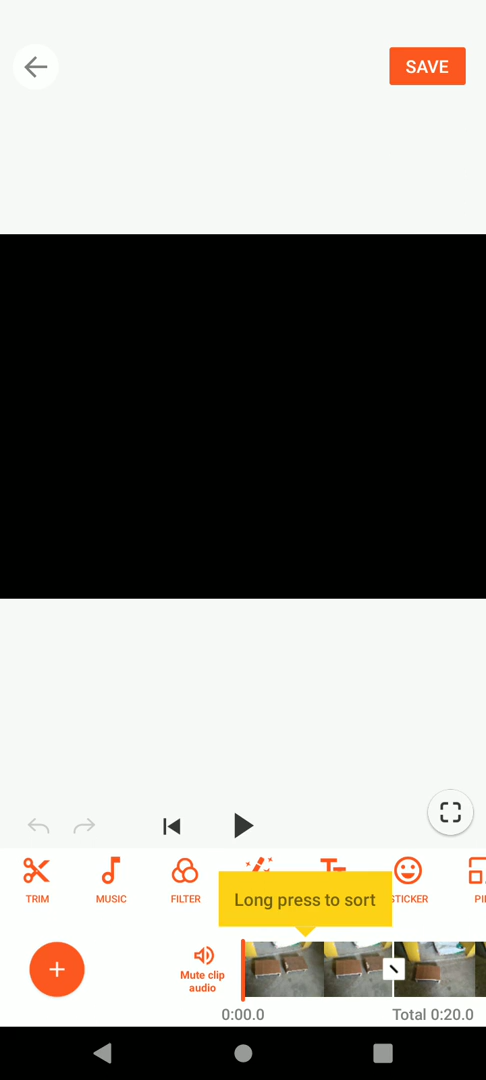 SAVE
TRIM
MUSIC
FILTER
STICKER
Long press to sort
Mute clip
audio
0:00.0
Total 0:20.0